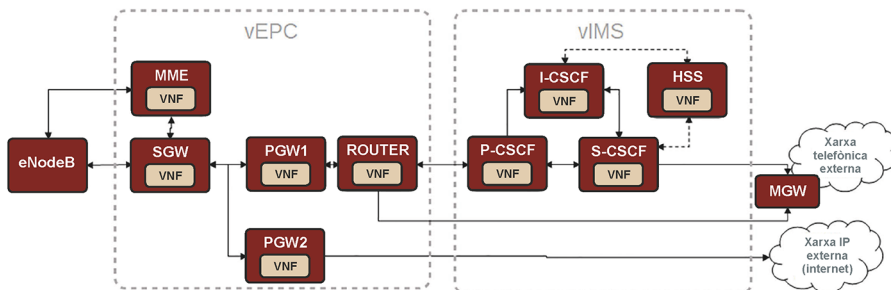 vEPC
vIMS
MME
VNF
I-CSCF
VNF
HSS
VNF
eNodeB
SGW
VNF
PGW1
VNF
ROUTER
VNF
P-CSCF
VNF
S-CSCF
VNF
Xarxa
telefònica
externa
MGW
PGW2
VNF
Xarxa IP
externa
(internet)